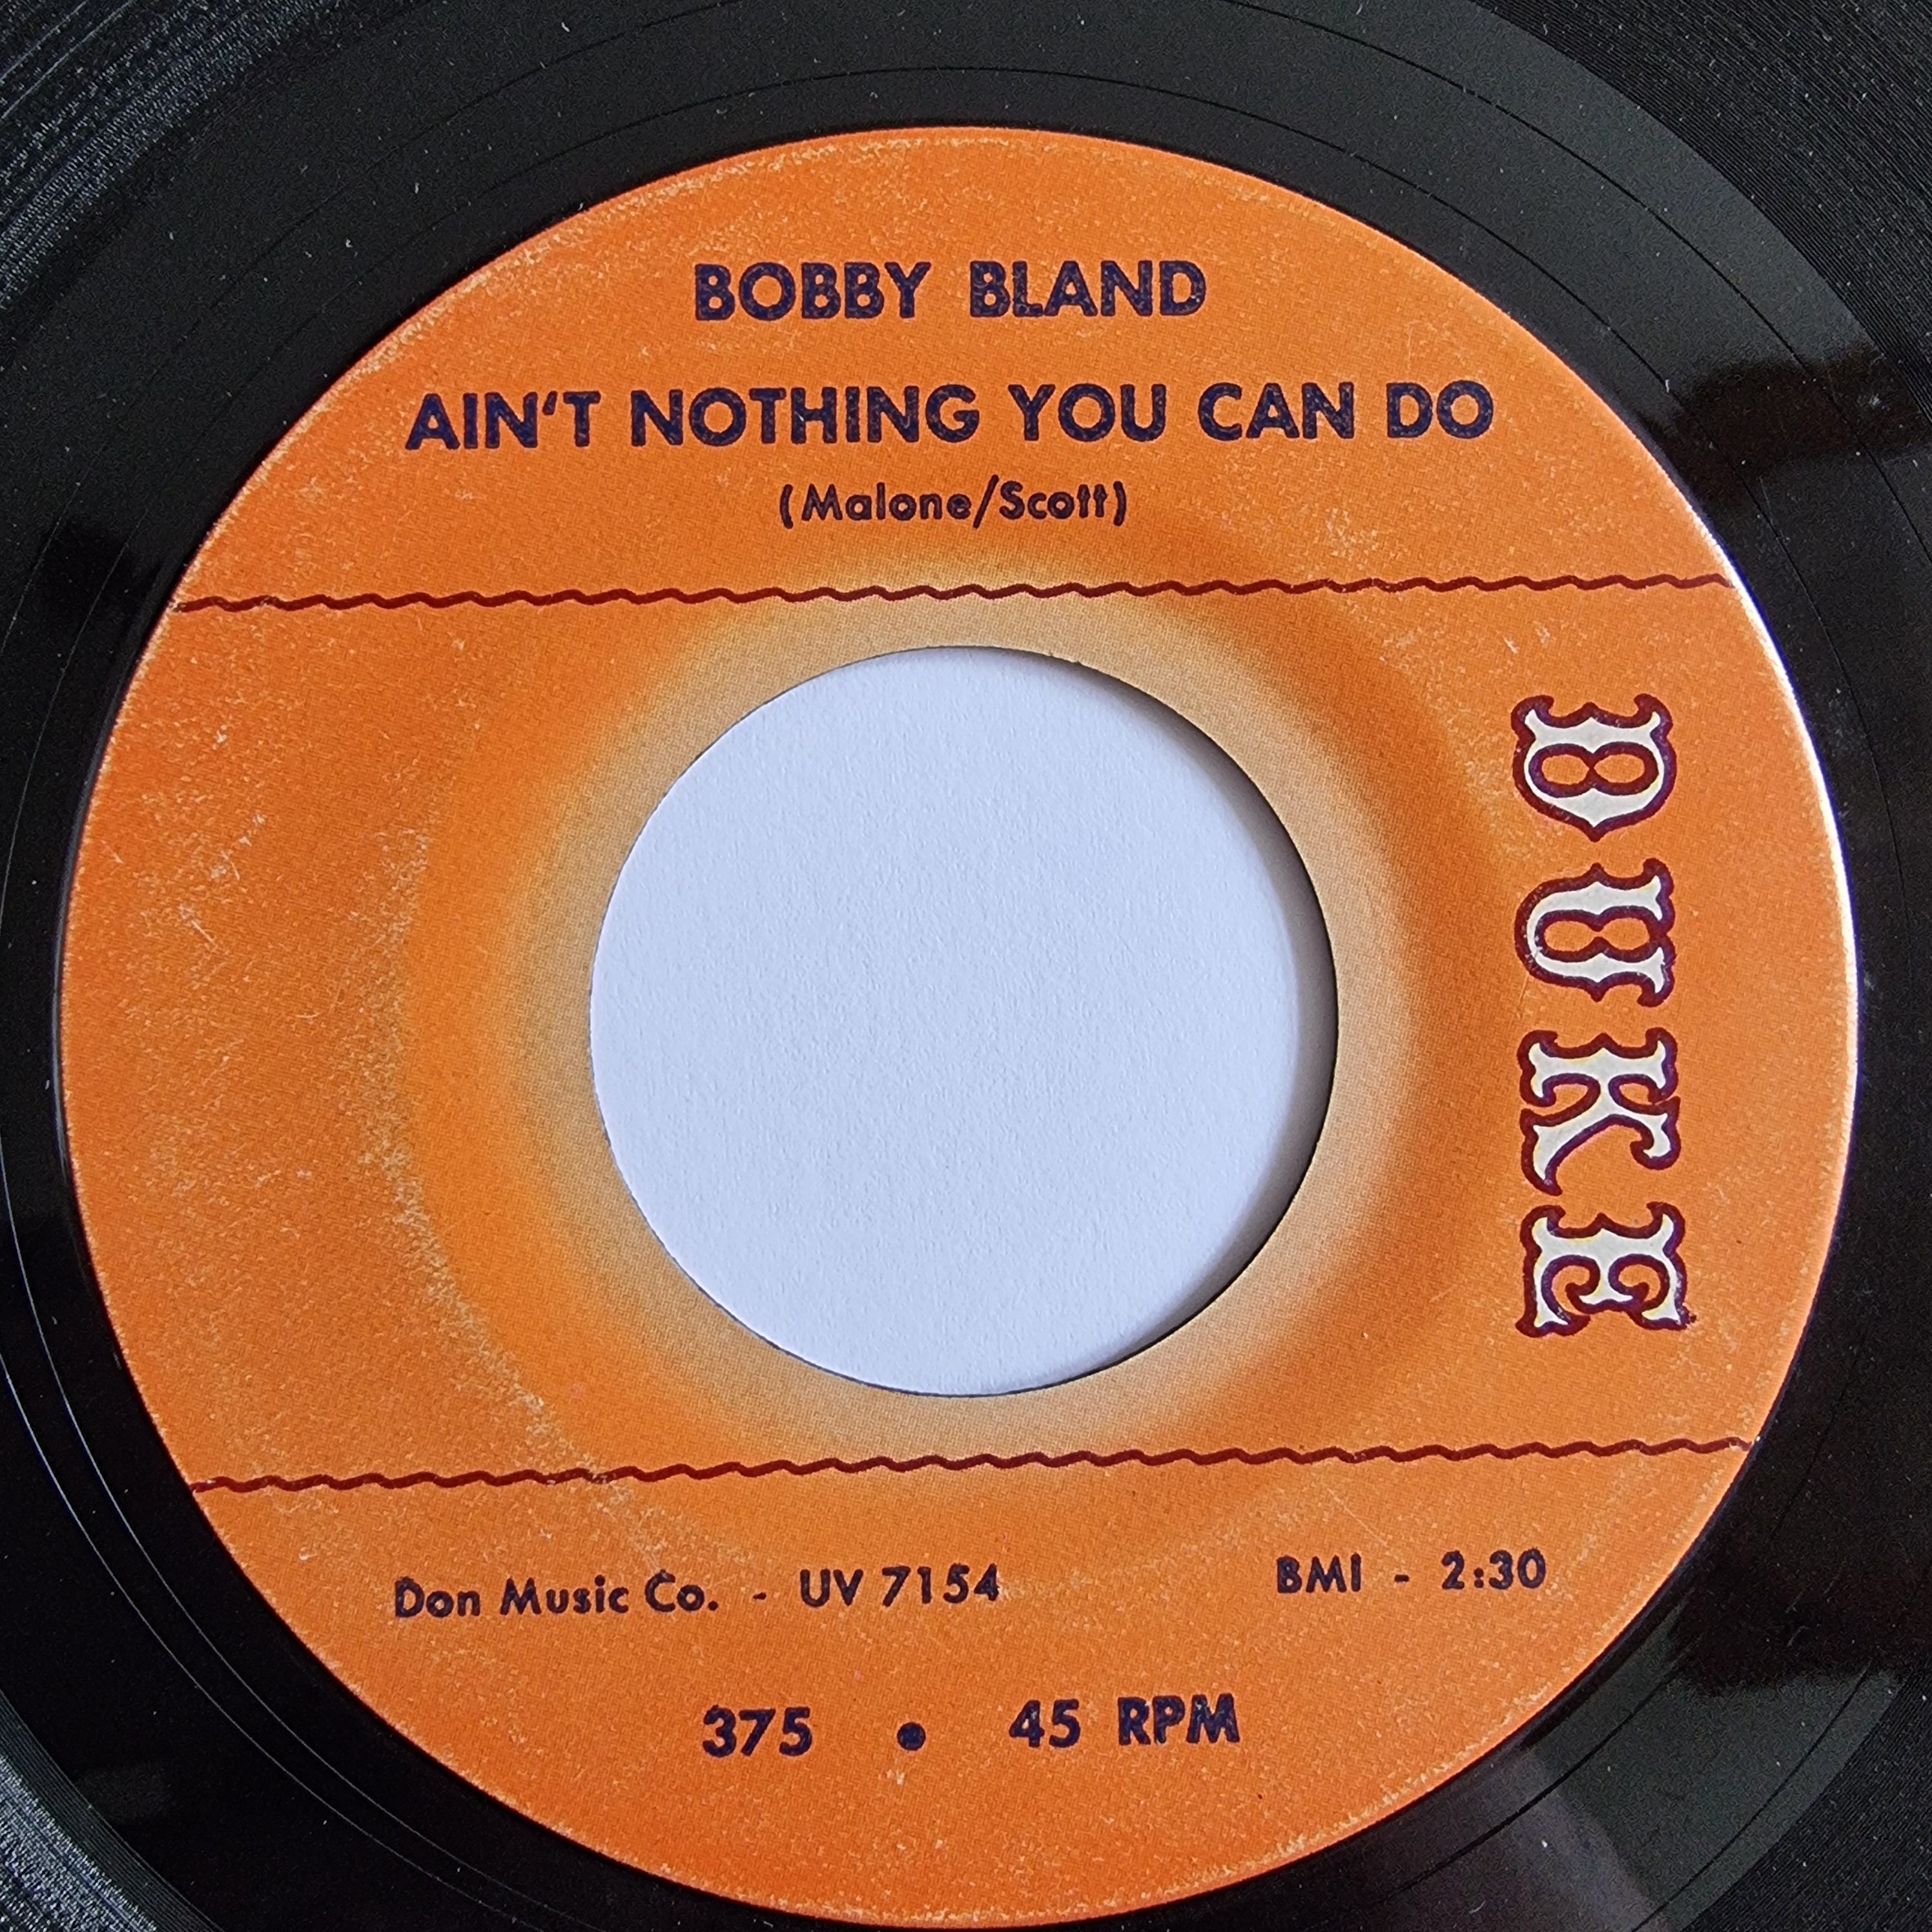 BOBBY BLAND
AIN'T NOTHING YOU CAN DO
(Malone/Scott)
DUKE
Don Music Co. - UV 7154 BMI - 2:30
375 • 45 RPM